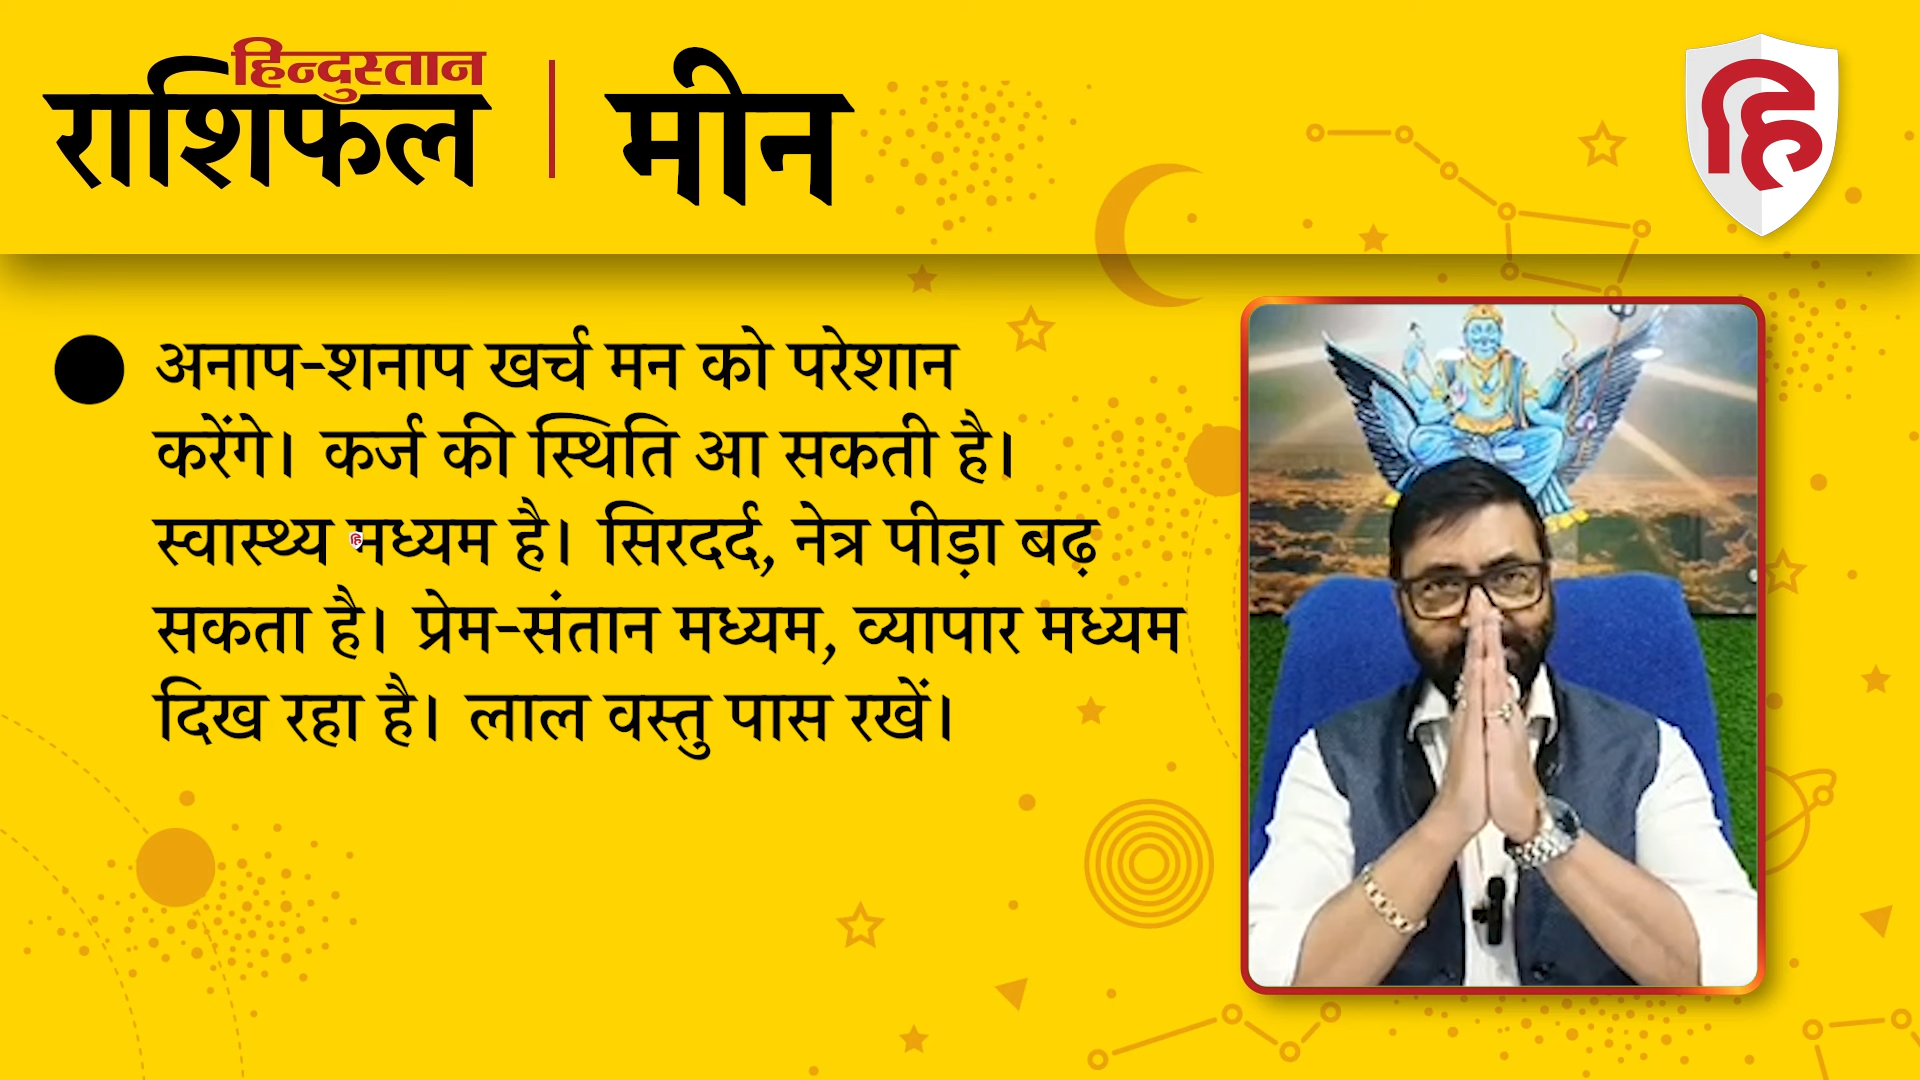 हिन्दुस्तान
राशिफल
मीन
हि
अनाप-शनाप खर्च मन को परेशान
करेंगे। कर्ज की स्थिति आ सकती है।
स्वास्थ्य मध्यम है। सिरदर्द, नेत्र पीड़ा बढ़
सकता है। प्रेम-संतान मध्यम, व्यापार मध्यम
दिख रहा है। लाल वस्तु पास रखें।